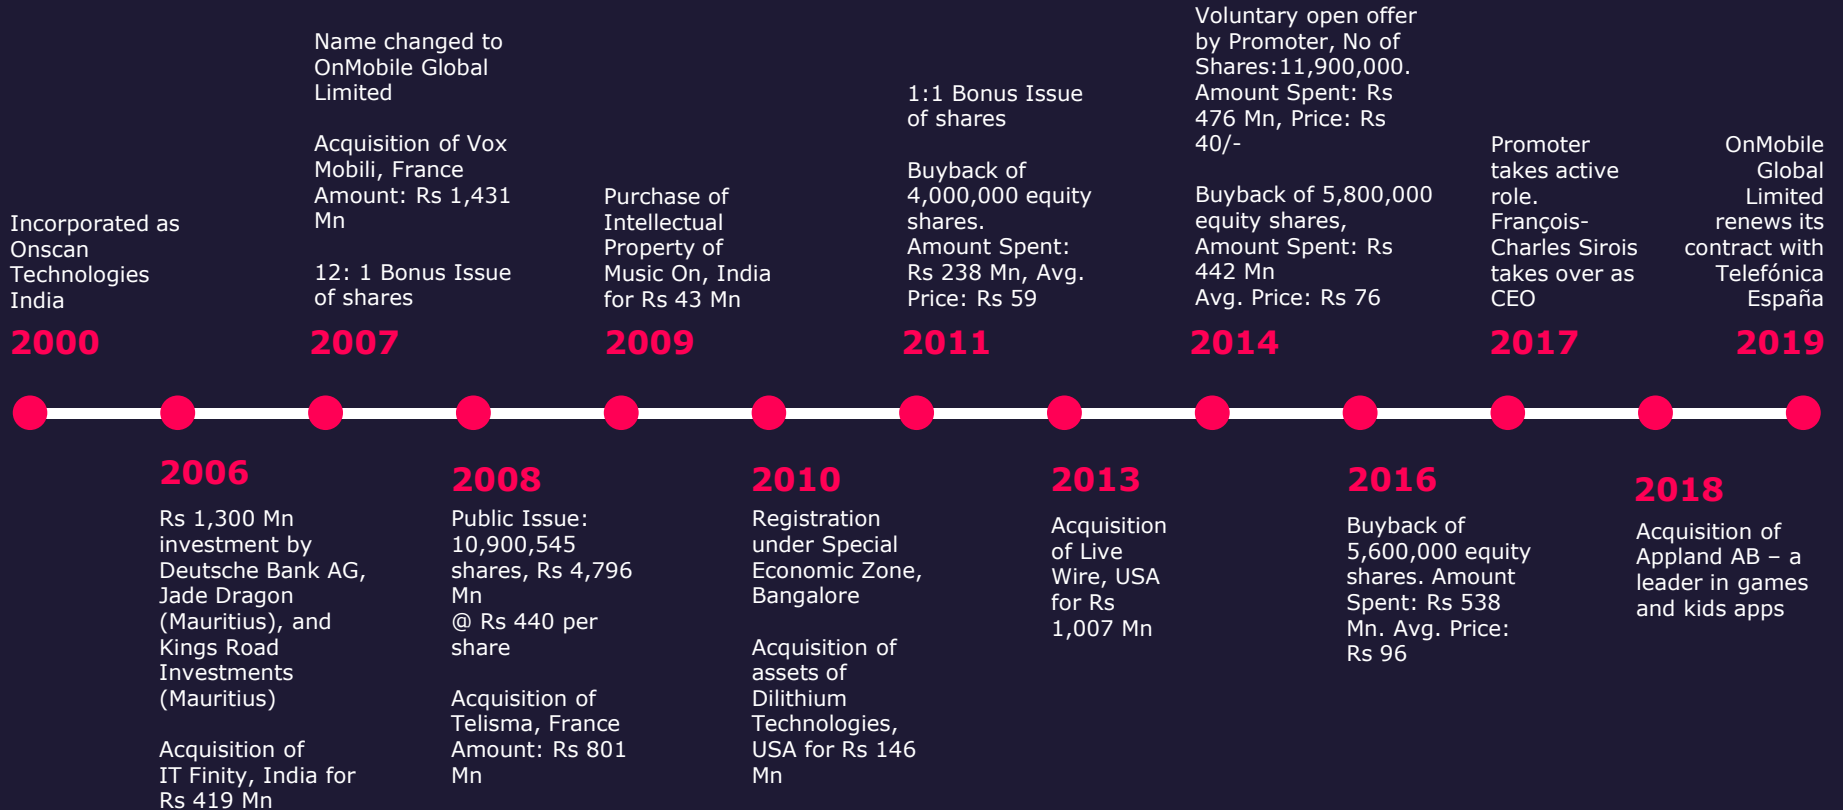 Incorporated as
Onscan
Technologies
India
2000
Name changed to
OnMobile Global
Limited
Acquisition of Vox
Mobili, France
Amount: Rs 1,431
Mn
12: 1 Bonus Issue
of shares
2007
Purchase of
Intellectual
Property of
Music On, India
for Rs 43 Mn
2009
1:1 Bonus Issue
of shares
Buyback of
4,000,000 equity
shares.
Amount Spent:
Rs 238 Mn, Avg.
Price: Rs 59
2011
Voluntary open offer
by Promoter, No of
Shares:11,900,000.
Amount Spent: Rs
476 Mn, Price: Rs
40/-
Buyback of 5,800,000
equity shares,
Amount Spent: Rs
442 Mn
Avg. Price: Rs 76
2014
Promoter
takes active
role.
François-
Charles Sirois
takes over as
CEO
2017
OnMobile
Global
Limited
renews its
contract with
Telefónica
España
2019
2006
Rs 1,300 Mn
investment by
Deutsche Bank AG,
Jade Dragon
(Mauritius), and
Kings Road
Investments
(Mauritius)
Acquisition of
IT Finity, India for
Rs 419 Mn
2008
Public Issue:
10,900,545
shares, Rs 4,796
Mn
@ Rs 440 per
share
Acquisition of
Telisma, France
Amount: Rs 801
Mn
2010
Registration
under Special
Economic Zone,
Bangalore
Acquisition of
assets of
Dilithium
Technologies,
USA for Rs 146
Mn
2013
Acquisition
of Live
Wire, USA
for Rs
1,007 Mn
2016
Buyback of
5,600,000 equity
shares. Amount
Spent: Rs 538
Mn. Avg. Price:
Rs 96
2018
Acquisition of
Appland AB – a
leader in games
and kids apps